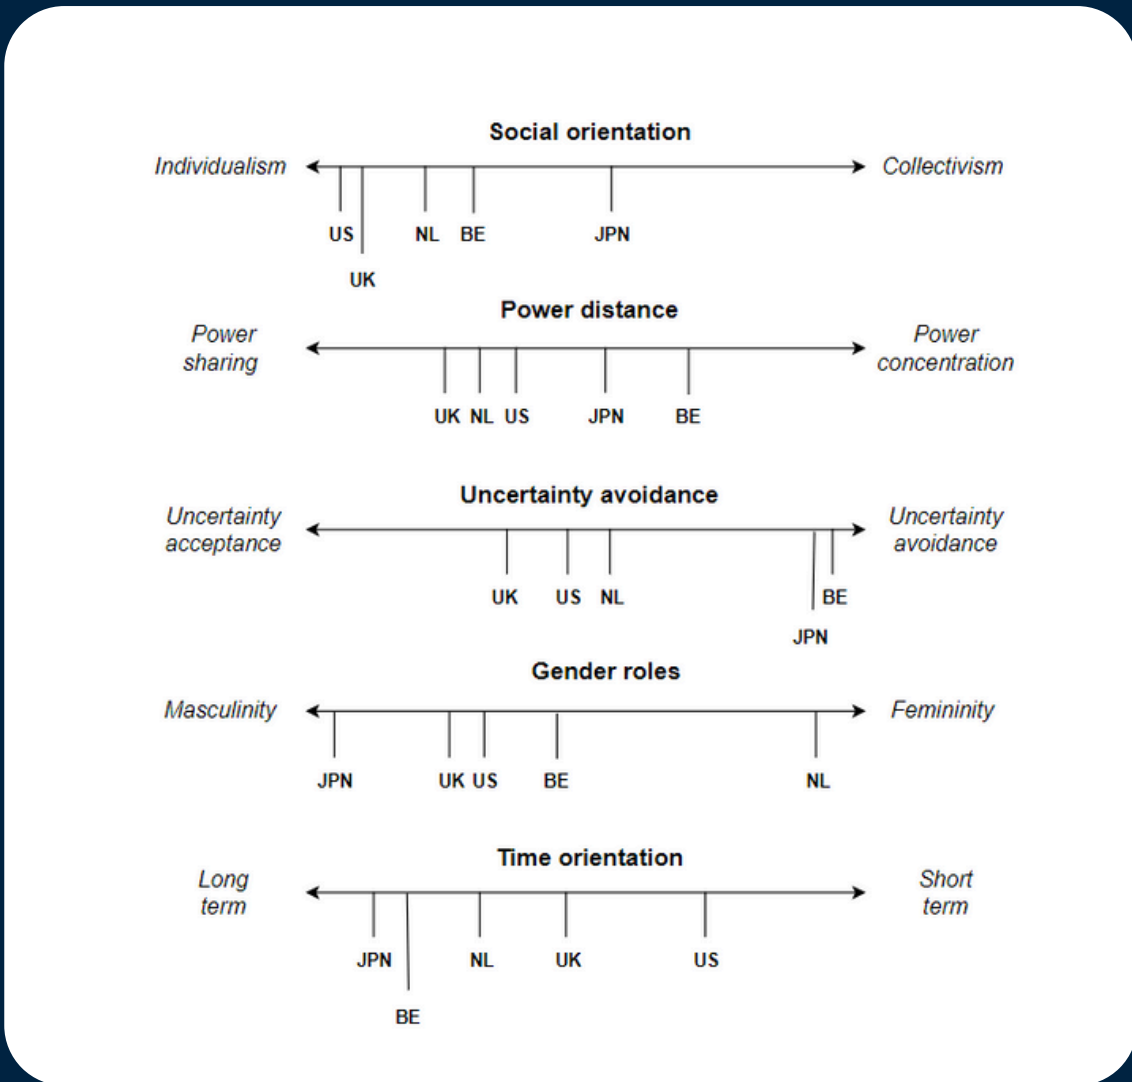 Social orientation
Individualism
Collectivism
US NL BE JPN
UK
Power distance
Power
sharing
Power
concentration
UK NL US JPN BE
Uncertainty avoidance
Uncertainty
acceptance
Uncertainty
avoidance
UK US NL BE
JPN
Gender roles
Masculinity
Femininity
JPN UK US BE NL
Time orientation
Long
term
Short
term
JPN NL UK US
BE